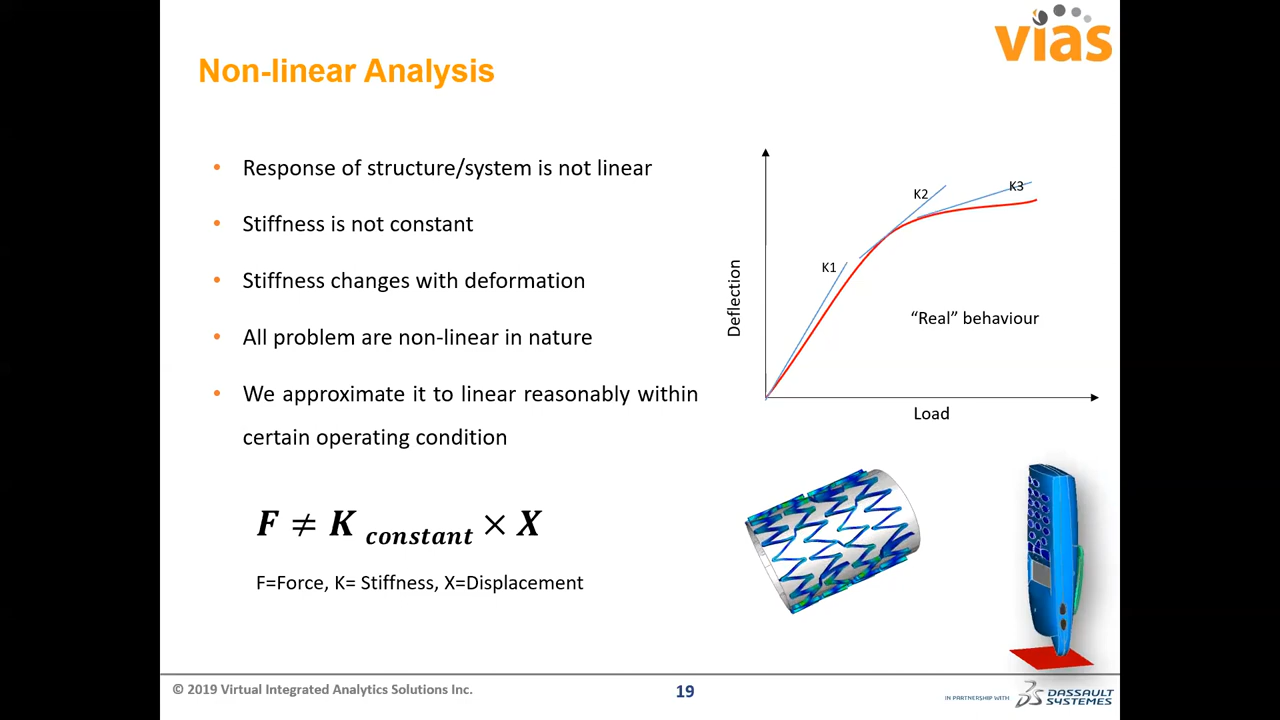 vias
Non-linear Analysis
• Response of structure/system is not linear
• Stiffness is not constant
• Stiffness changes with deformation
• All problem are non-linear in nature
• We approximate it to linear reasonably within
certain operating condition
F ≠ K constant × X
F=Force, K= Stiffness, X=Displacement
K1
K2
K3
Deflection
"Real" behaviour
Load
© 2019 Virtual Integrated Analytics Solutions Inc.
19
IN PARTNERSHIP WITH
DASSAULT
SYSTEMES